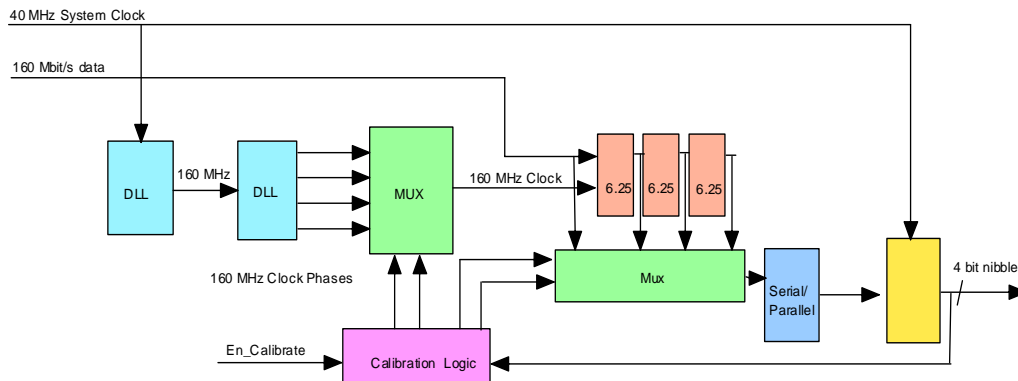 40 MHz System Clock
160 Mbit/s data
DLL
160 MHz
DLL
MUX
160 MHz Clock
6.25
6.25
6.25
160 MHz Clock Phases
Mux
Serial/
Parallel
4 bit nibble
En_Calibrate
Calibration Logic